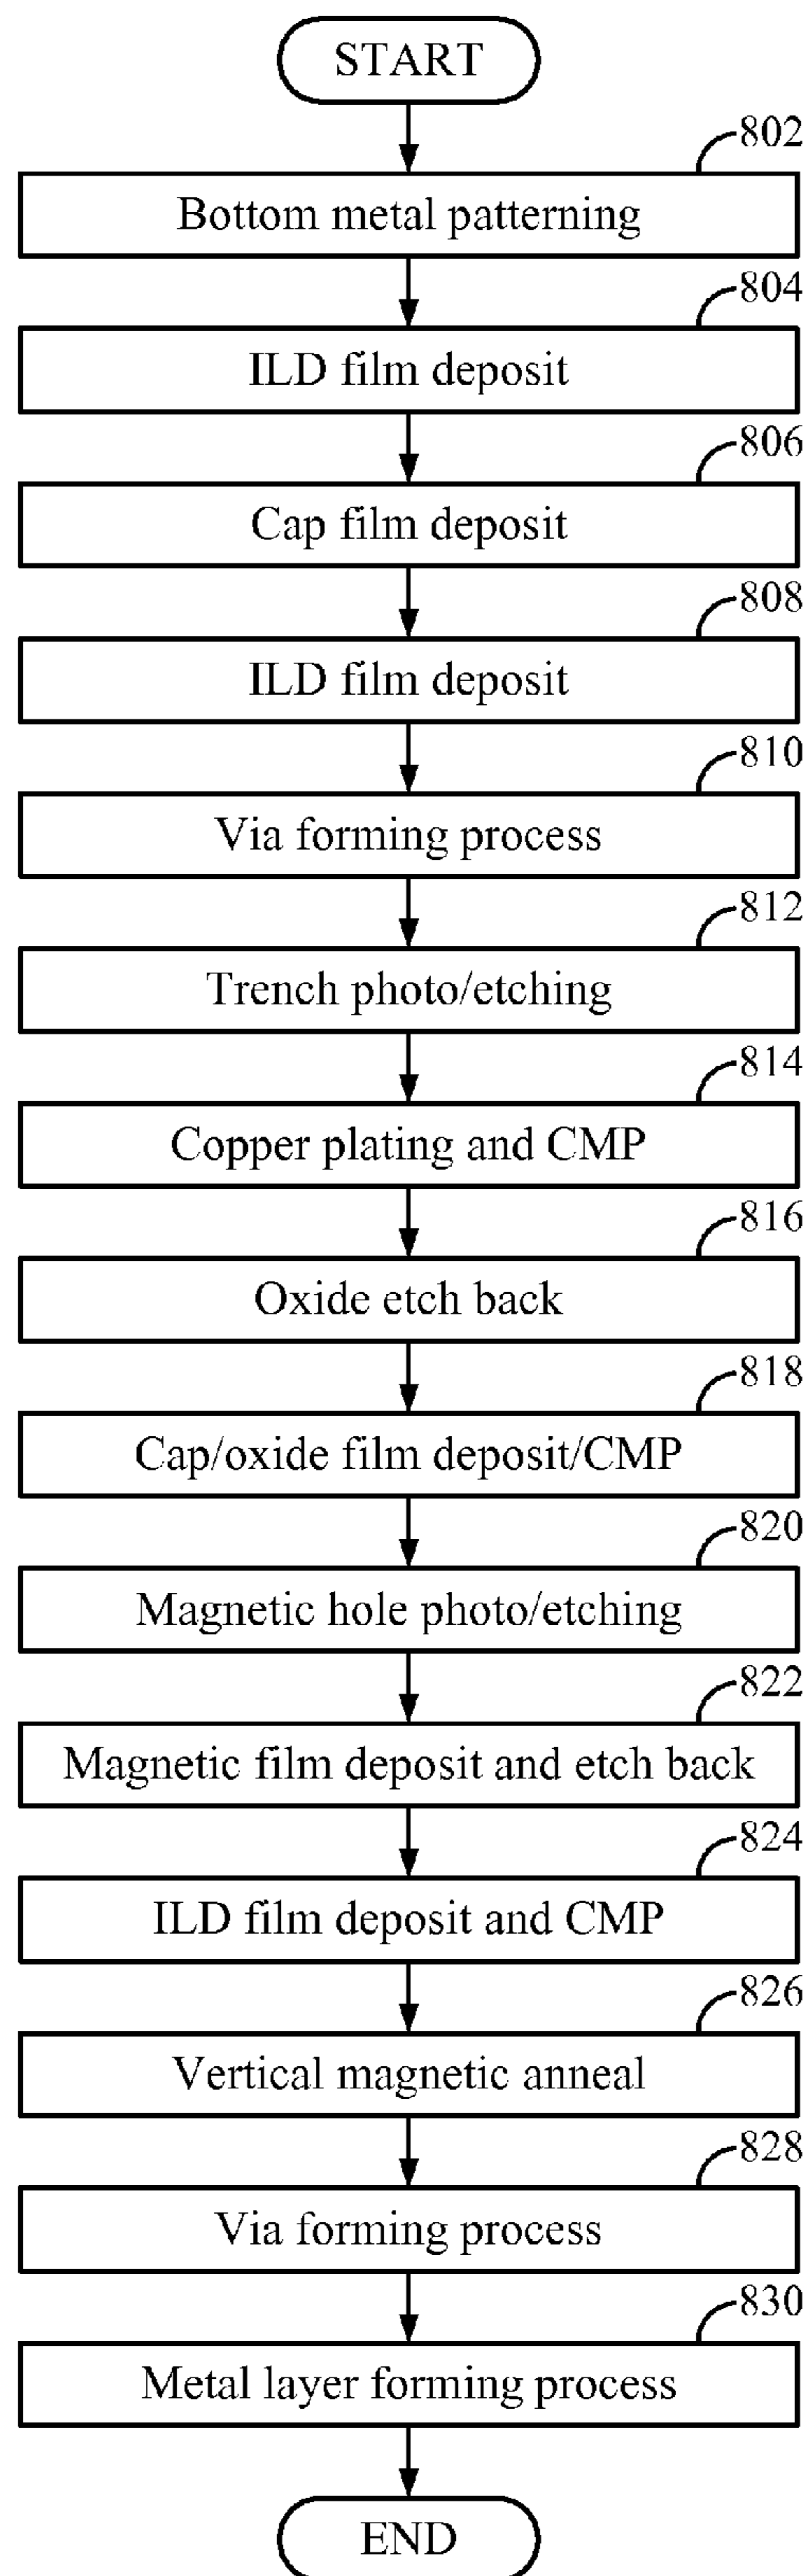 START
802
Bottom metal patterning
804
ILD film deposit
806
Cap film deposit
808
ILD film deposit
810
Via forming process
812
Trench photo/etching
814
Copper plating and CMP
816
Oxide etch back
818
Cap/oxide film deposit/CMP
820
Magnetic hole photo/etching
822
Magnetic film deposit and etch back
824
ILD film deposit and CMP
826
Vertical magnetic anneal
828
Via forming process
830
Metal layer forming process
END